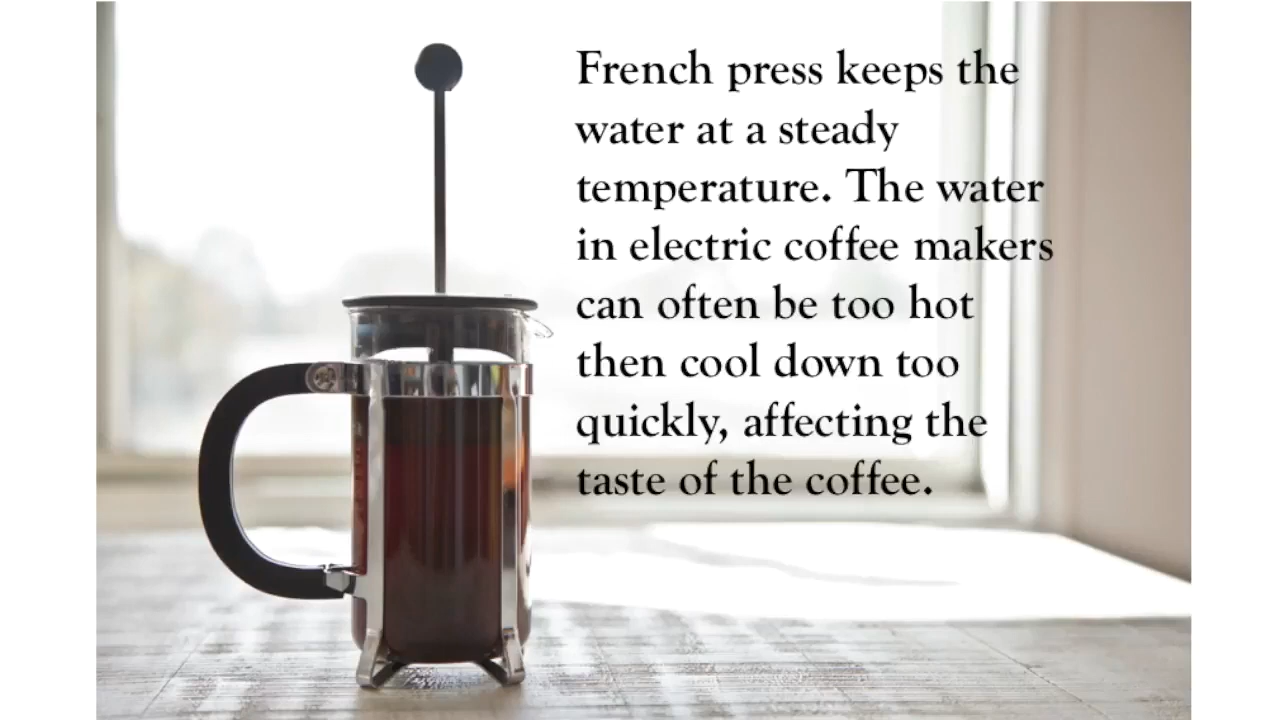 French press keeps the
water at a steady
temperature. The water
in electric coffee makers
can often be too hot
then cool down too
quickly, affecting the
taste of the coffee.